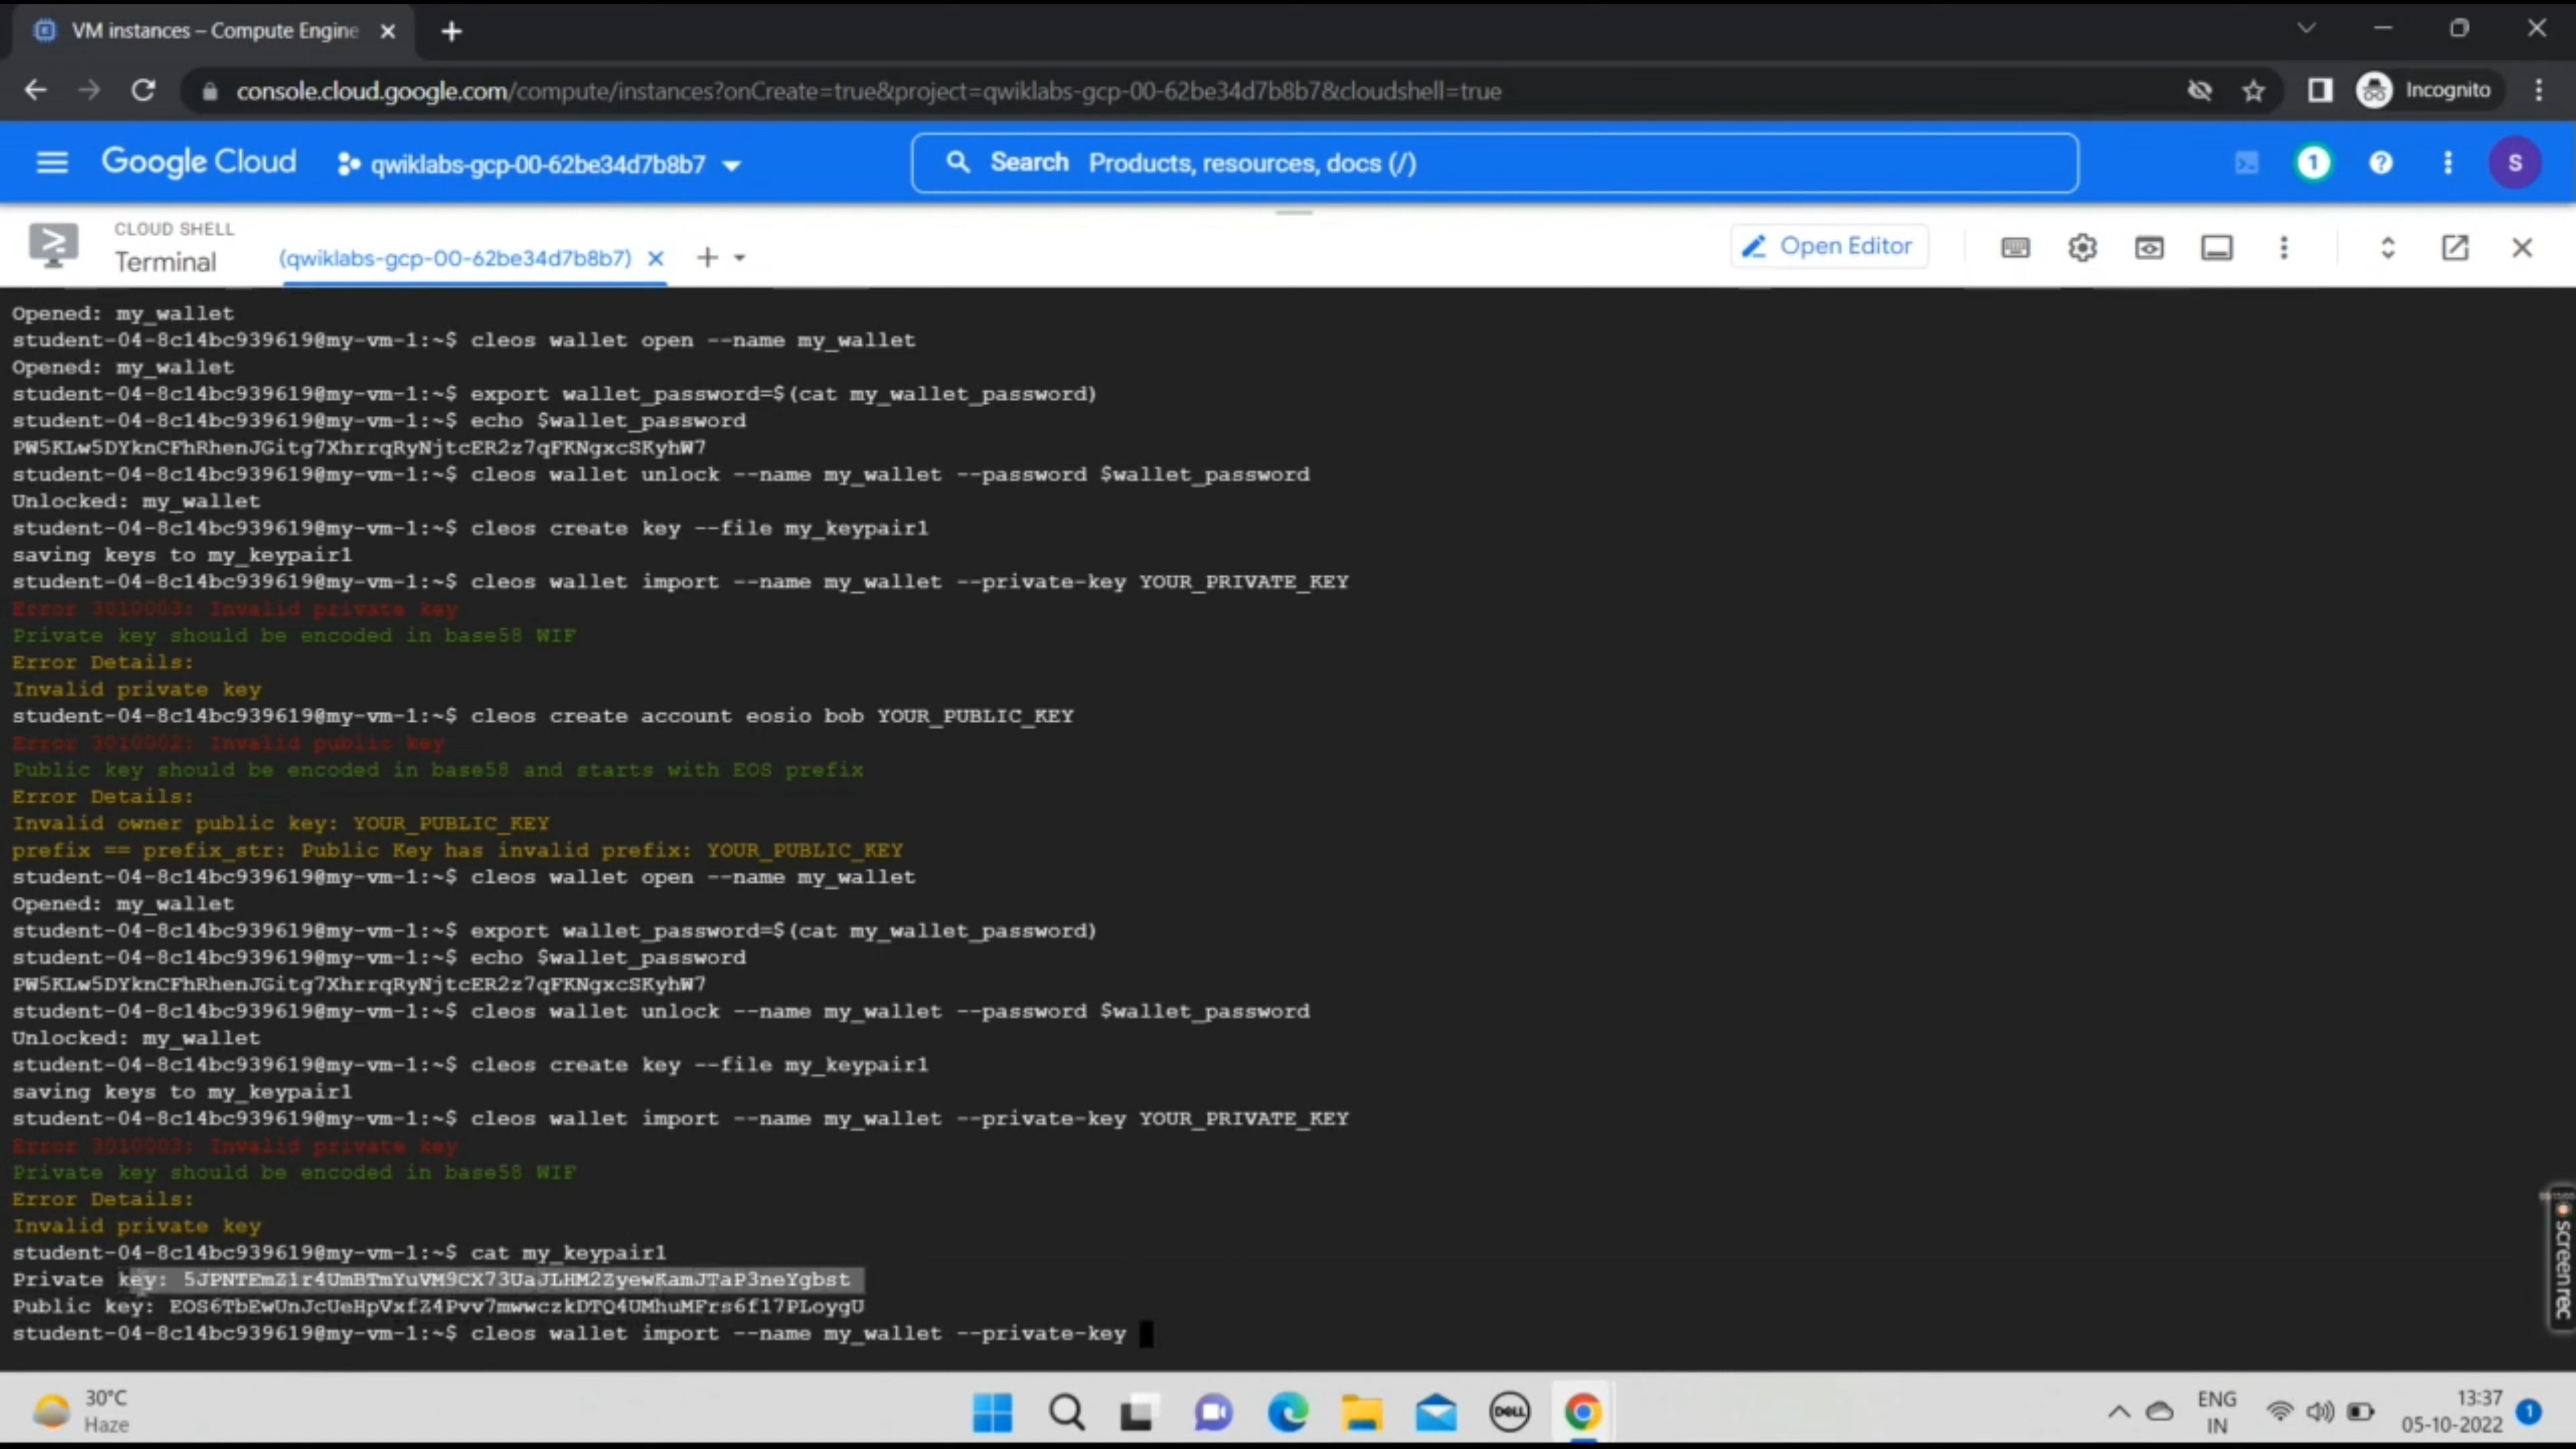 VM instances – Compute Engine
console.cloud.google.com/compute/instances?onCreate=true&project=qwiklabs-gcp-00-62be34d7b8b7&cloudshell=true
Incognito
Google Cloud
qwiklabs-gcp-00-62be34d7b8b7
Search Products, resources, docs (/)
1
S
CLOUD SHELL
Terminal
(qwiklabs-gcp-00-62be34d7b8b7)
Open Editor
Opened: my_wallet
student-04-8c14bc939619@my-vm-1:~$ cleos wallet open --name my_wallet
Opened: my_wallet
student-04-8c14bc939619@my-vm-1:~$ export wallet_password=$(cat my_wallet_password)
student-04-8c14bc939619@my-vm-1:~$ echo $wallet_password
PW5KLw5DYknCFhRhenJGitg7XhrrqRyNjtcER2z7qFKNgxcSKyhW7
student-04-8c14bc939619@my-vm-1:~$ cleos wallet unlock --name my_wallet --password $wallet_password
Unlocked: my_wallet
student-04-8c14bc939619@my-vm-1:~$ cleos create key --file my_keypair1
saving keys to my_keypair1
student-04-8c14bc939619@my-vm-1:~$ cleos wallet import --name my_wallet --private-key YOUR_PRIVATE_KEY
Error 3010003: Invalid private key
Private key should be encoded in base58 WIF
Error Details:
Invalid private key
student-04-8c14bc939619@my-vm-1:~$ cleos create account eosio bob YOUR_PUBLIC_KEY
Error 3010002: Invalid public key
Public key should be encoded in base58 and starts with EOS prefix
Error Details:
Invalid owner public key: YOUR_PUBLIC_KEY
prefix == prefix_str: Public Key has invalid prefix: YOUR_PUBLIC_KEY
student-04-8c14bc939619@my-vm-1:~$ cleos wallet open --name my_wallet
Opened: my_wallet
student-04-8c14bc939619@my-vm-1:~$ export wallet_password=$(cat my_wallet_password)
student-04-8c14bc939619@my-vm-1:~$ echo $wallet_password
PW5KLw5DYknCFhRhenJGitg7XhrrqRyNjtcER2z7qFKNgxcSKyhW7
student-04-8c14bc939619@my-vm-1:~$ cleos wallet unlock --name my_wallet --password $wallet_password
Unlocked: my_wallet
student-04-8c14bc939619@my-vm-1:~$ cleos create key --file my_keypair1
saving keys to my_keypair1
student-04-8c14bc939619@my-vm-1:~$ cleos wallet import --name my_wallet --private-key YOUR_PRIVATE_KEY
Error 3010003: Invalid private key
Private key should be encoded in base58 WIF
Error Details:
Invalid private key
student-04-8c14bc939619@my-vm-1:~$ cat my_keypair1
Private key: 5JPNTEmZ1r4UmBTmYuVM9CX73UaJLHM2ZyewKamJTaP3neYgbst
Public key: EOS6TbEwUnJcUeHpVxfZ4Pvv7mwwczkDTQ4UMhuMFrs6f17PLoygU
student-04-8c14bc939619@my-vm-1:~$ cleos wallet import --name my_wallet --private-key
Screenrec
30°C
Haze
DELL
ENG
IN
13:37
05-10-2022
1